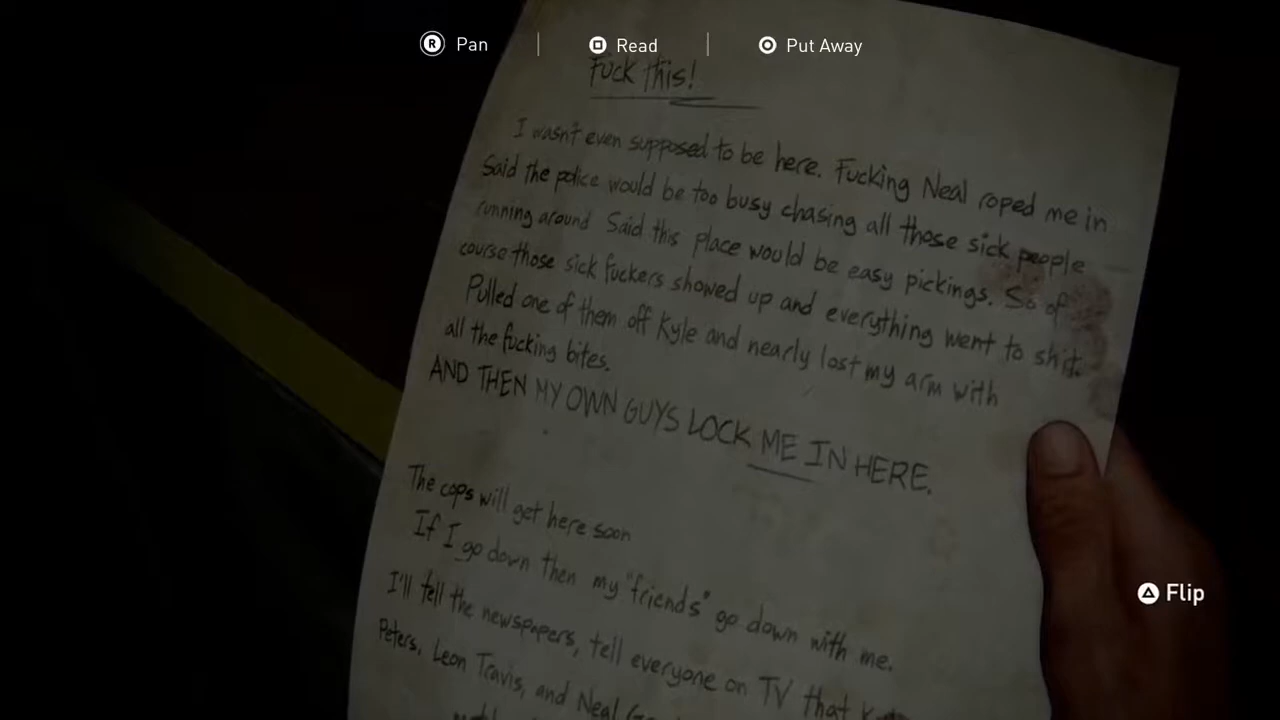 Pan
Read
Put Away
Fuck this!
I wasn't even supposed to be here. Fucking Neal roped me in
Said the police would be too busy chasing all those sick people
running around Said this place would be easy pickings. So of
course those sick fuckers showed up and everything went to shit.
Pulled one of them off Kyle and nearly lost my arm with
all the fucking bites.
AND THEN MY OWN GUYS LOCK ME IN HERE.
The cops will get here soon
If I go down then my "friends" go down with me.
I'll tell the newspapers, tell everyone on TV that
Peters, Leon Travis, and Neal
Flip